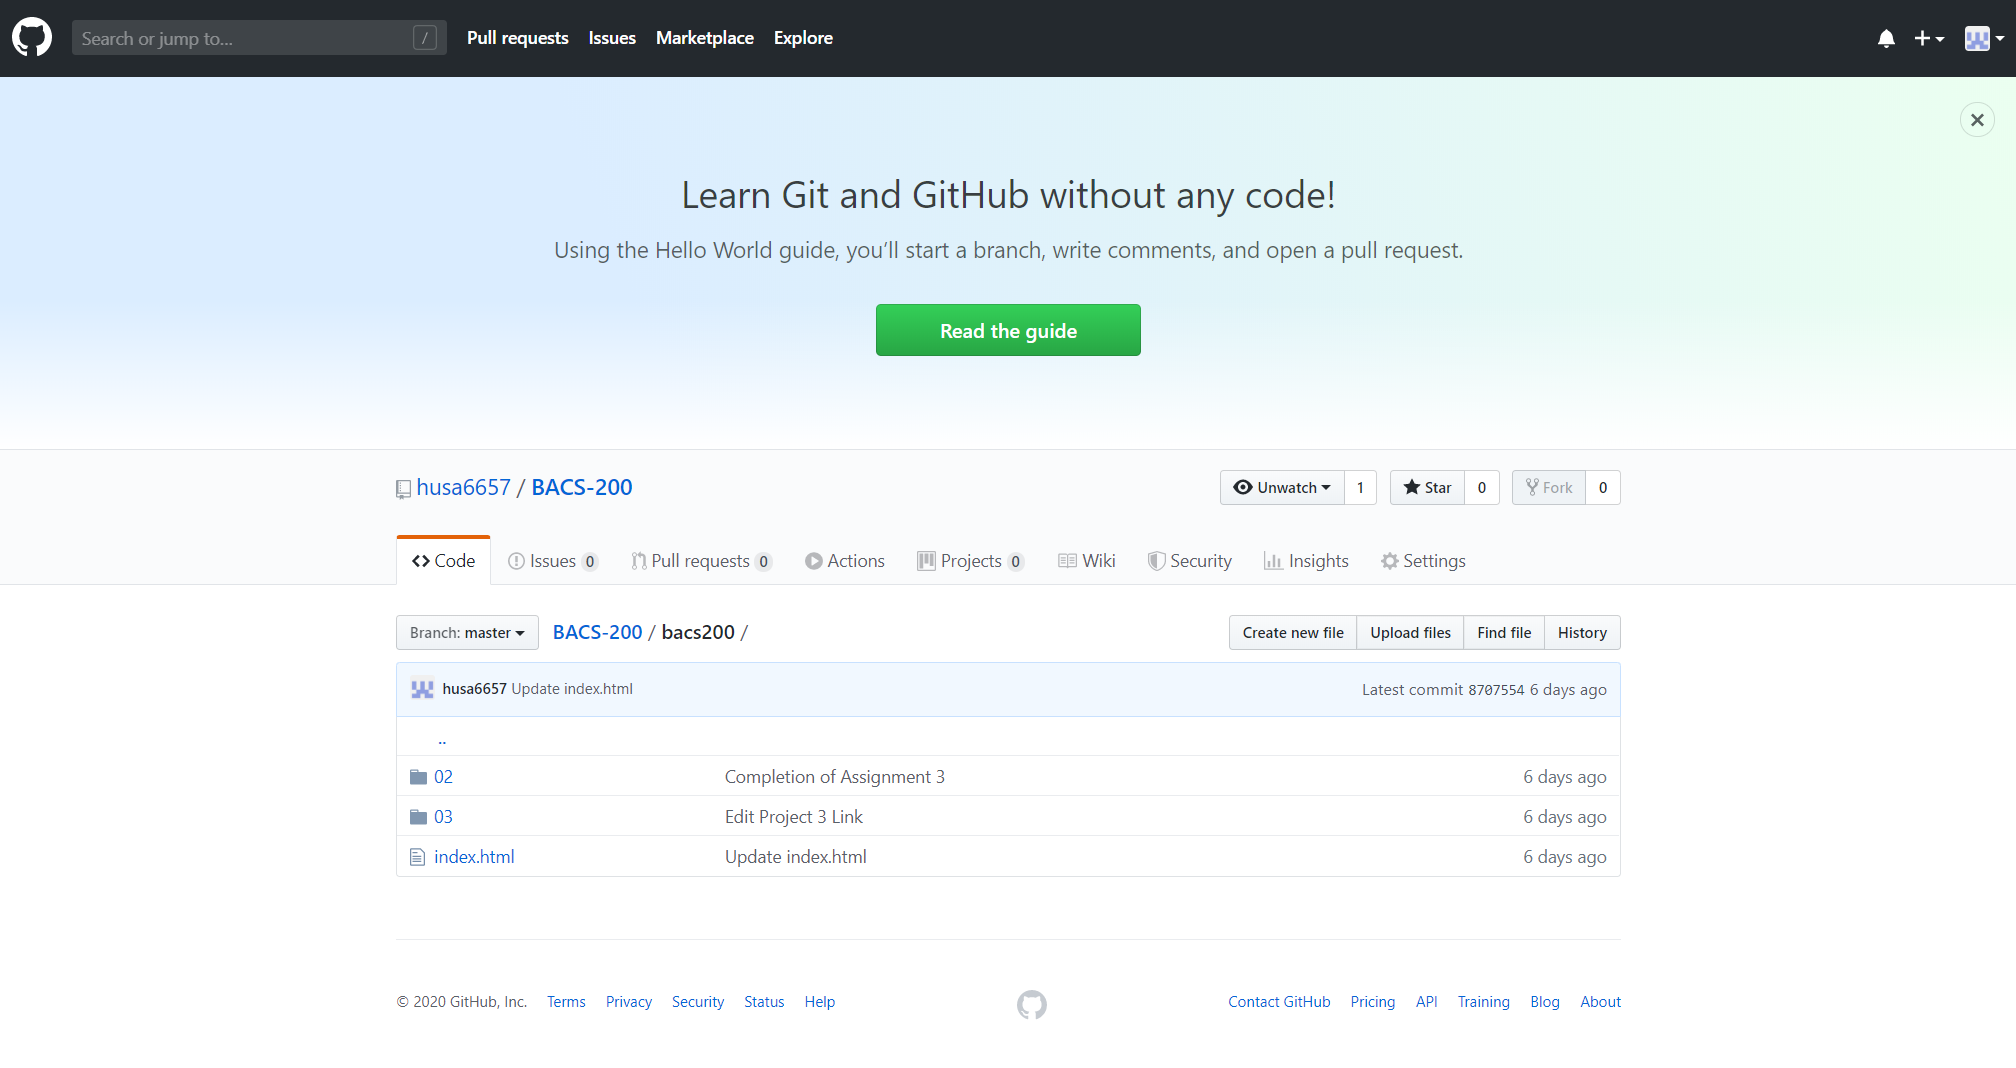 Search or jump to... /
Pull requests Issues Marketplace Explore
Learn Git and GitHub without any code!
Using the Hello World guide, you’ll start a branch, write comments, and open a pull request.
Read the guide
husa6657 / BACS-200
Unwatch 1 Star 0 Fork 0
Code Issues 0 Pull requests 0 Actions Projects 0 Wiki Security Insights Settings
Branch: master BACS-200 / bacs200 / Create new file Upload files Find file History
husa6657 Update index.html Latest commit 8707554 6 days ago
..
02 Completion of Assignment 3 6 days ago
03 Edit Project 3 Link 6 days ago
index.html Update index.html 6 days ago
© 2020 GitHub, Inc. Terms Privacy Security Status Help Contact GitHub Pricing API Training Blog About